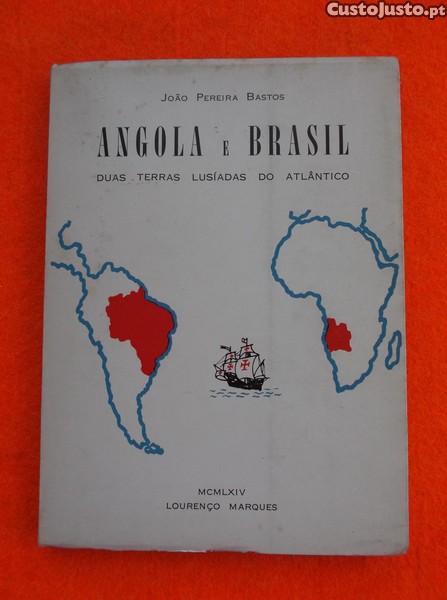 CustoJusto.pt
João Pereira Bastos
ANGOLA E BRASIL
DUAS TERRAS LUSÍADAS DO ATLÂNTICO
MCMLXIV
LOURENÇO MARQUES